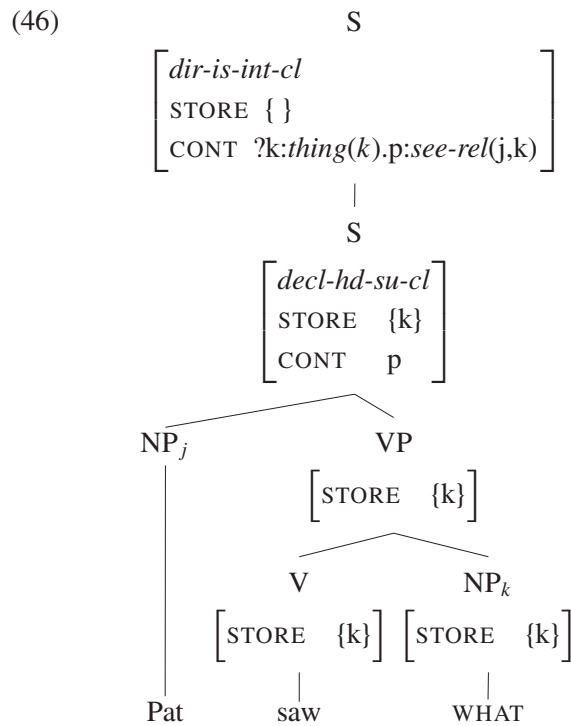 (46) S
dir-is-int-cl
STORE { }
CONT ?k:thing(k).p:see-rel(j,k)
S
decl-hd-su-cl
STORE {k}
CONT p
NPj VP
[STORE {k}]
V NPk
[STORE {k}] [STORE {k}]
Pat saw WHAT